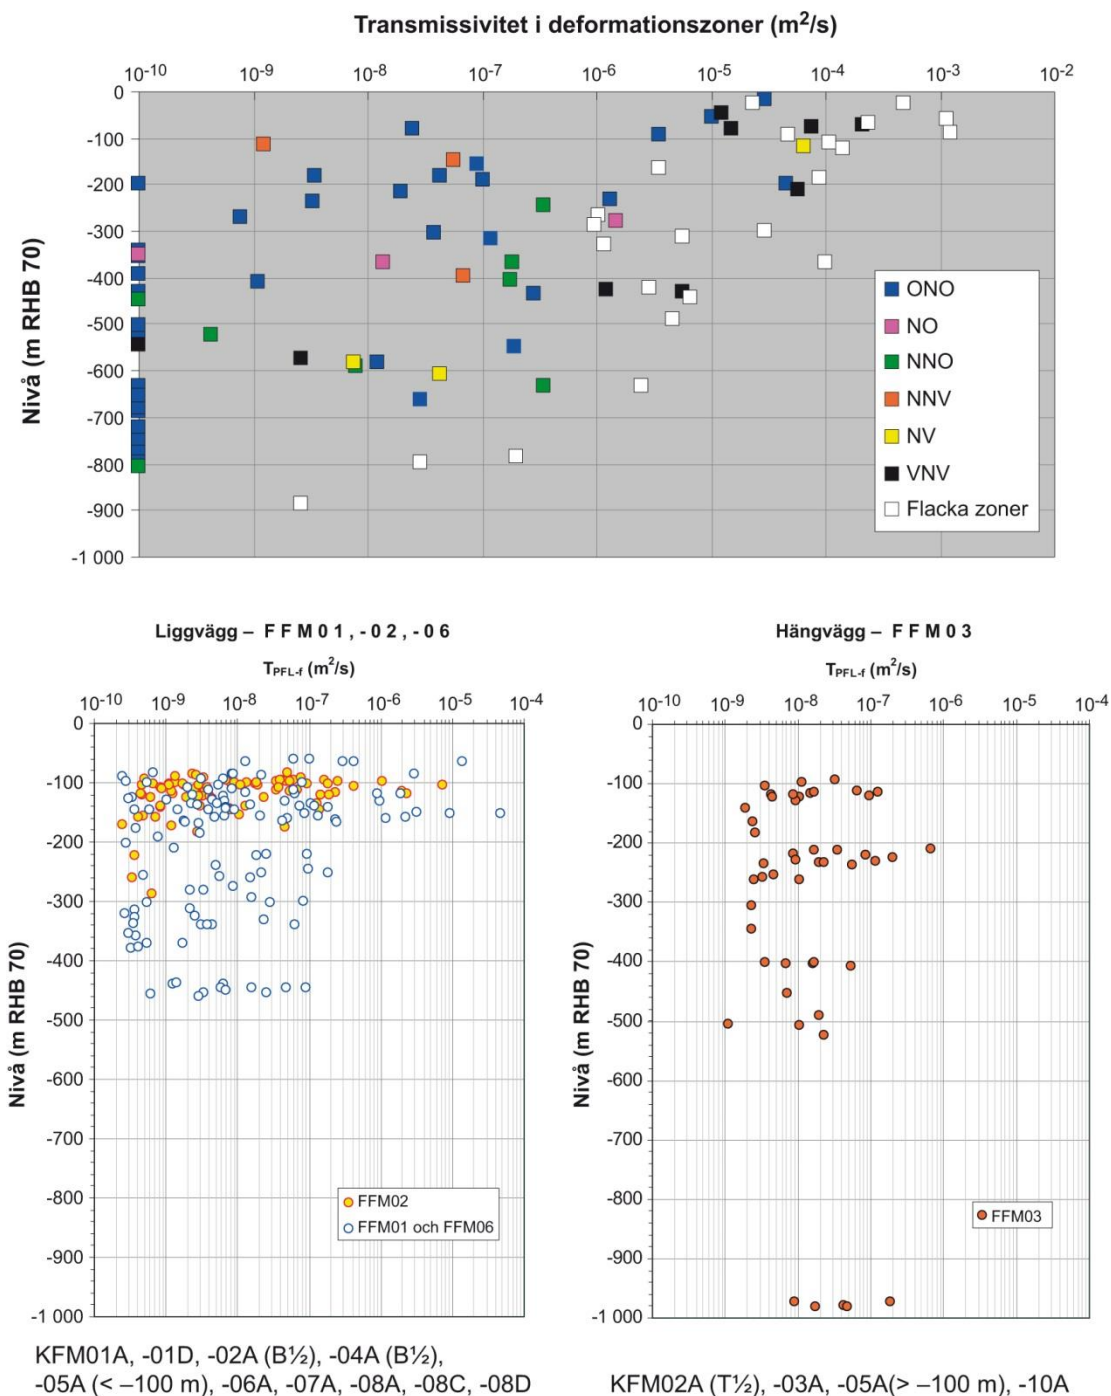 Transmissivitet i deformationszoner (m²/s)
10⁻¹⁰ 10⁻⁹ 10⁻⁸ 10⁻⁷ 10⁻⁶ 10⁻⁵ 10⁻⁴ 10⁻³ 10⁻²
0
-100
-200
-300
-400
-500
-600
-700
-800
-900
-1 000
Nivå (m RHB 70)
ONO
NO
NNO
NNV
NV
VNV
Flacka zoner
Liggvägg – FFM01, -02, -06
T_PFL-f (m²/s)
10⁻¹⁰ 10⁻⁹ 10⁻⁸ 10⁻⁷ 10⁻⁶ 10⁻⁵ 10⁻⁴
0
-100
-200
-300
-400
-500
-600
-700
-800
-900
-1 000
Nivå (m RHB 70)
FFM02
FFM01 och FFM06
KFM01A, -01D, -02A (B½), -04A (B½),
-05A (< –100 m), -06A, -07A, -08A, -08C, -08D
Hängvägg – FFM03
T_PFL-f (m²/s)
10⁻¹⁰ 10⁻⁹ 10⁻⁸ 10⁻⁷ 10⁻⁶ 10⁻⁵ 10⁻⁴
0
-100
-200
-300
-400
-500
-600
-700
-800
-900
-1 000
Nivå (m RHB 70)
FFM03
KFM02A (T½), -03A, -05A(> –100 m), -10A